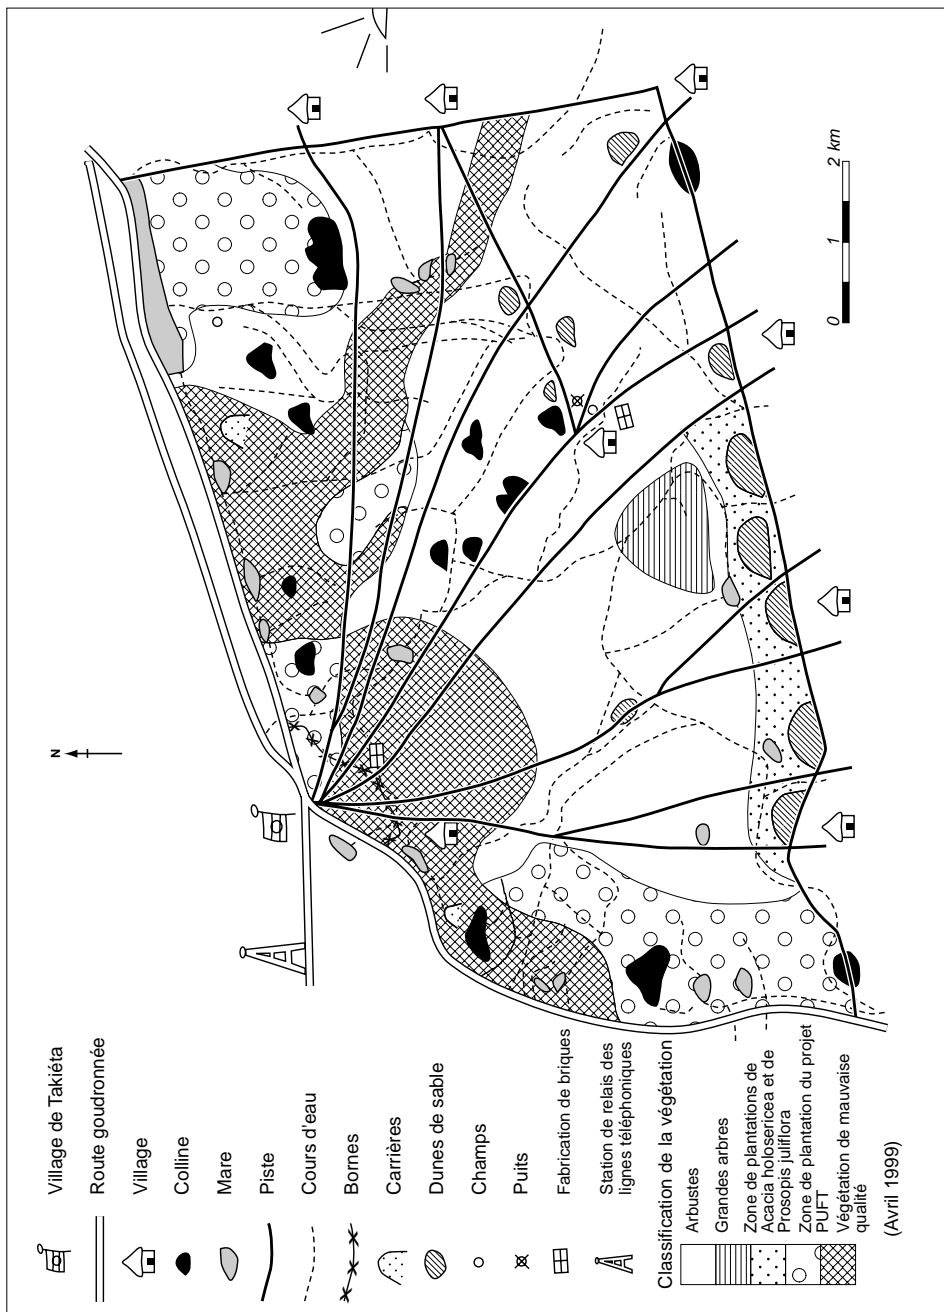 Village de Takiéta
Route goudronnée
Village
Colline
Mare
Piste
Cours d'eau
Bornes
Carrières
Dunes de sable
Champs
Puits
Fabrication de briques
Station de relais des
lignes téléphoniques
Classification de la végétation
Arbustes
Grandes arbres
Zone de plantations de
Acacia holosericea et de
Prosopis juliflora
Zone de plantation du projet
PUFT
Végétation de mauvaise
qualité
(Avril 1999)
N
0 1 2 km